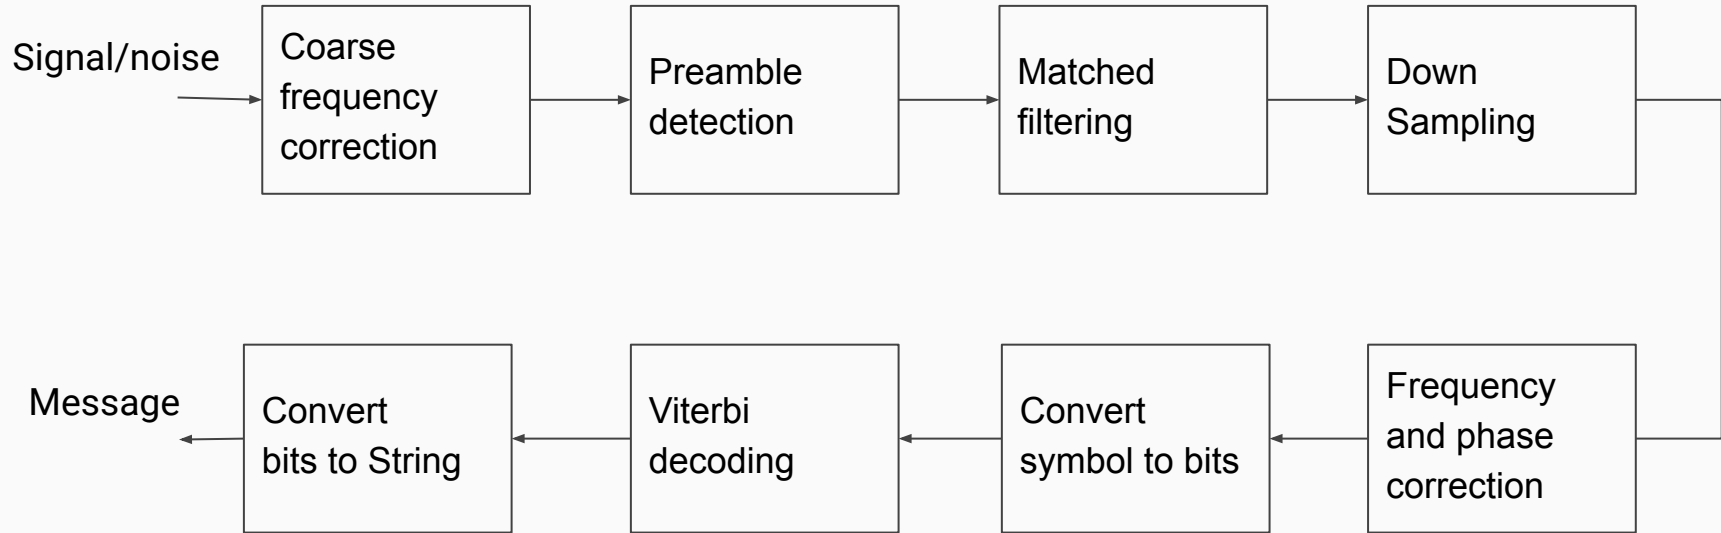 Signal/noise
Coarse
frequency
correction
Preamble
detection
Matched
filtering
Down
Sampling
Frequency
and phase
correction
Convert
symbol to bits
Viterbi
decoding
Convert
bits to String
Message